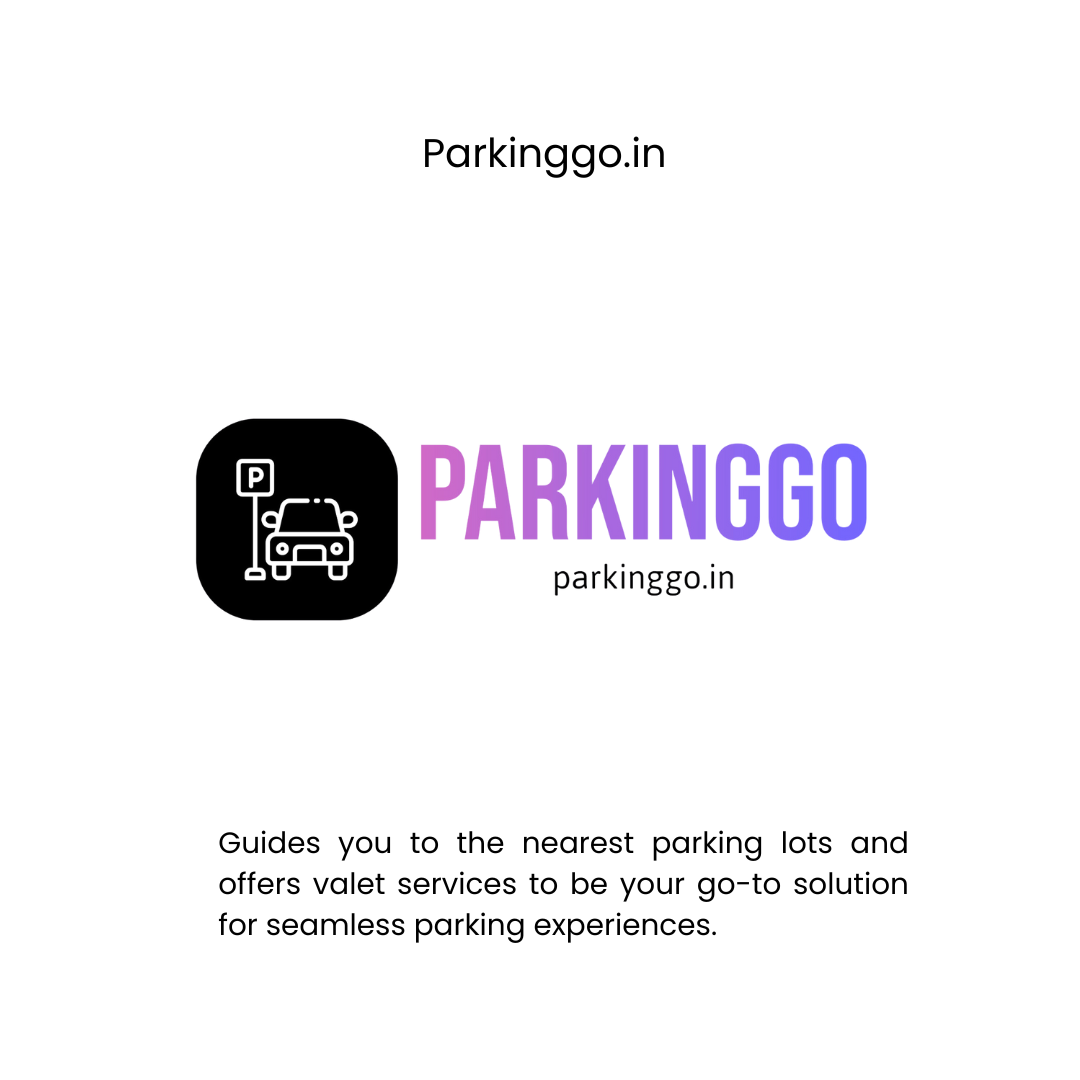 Parkinggo.in
P
PARKINGGO
parkinggo.in
Guides you to the nearest parking lots and
offers valet services to be your go-to solution
for seamless parking experiences.